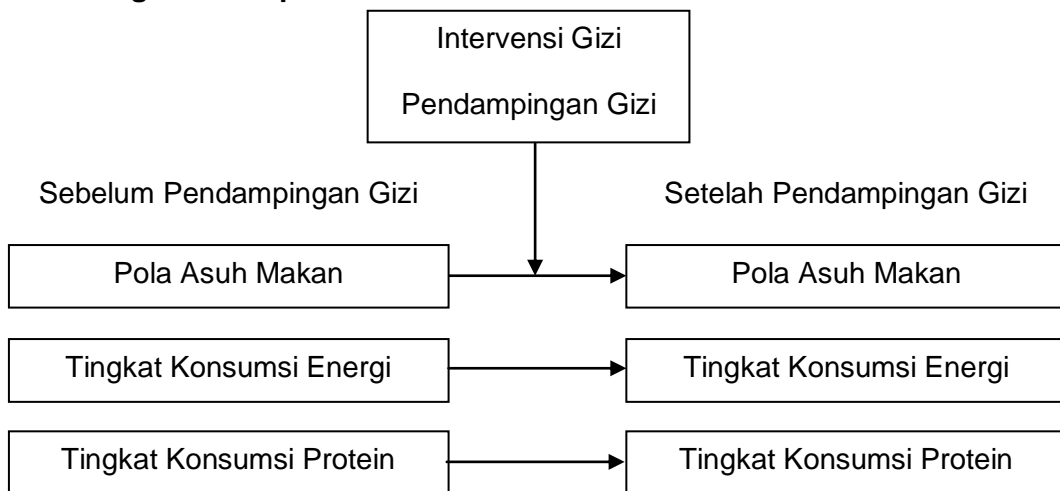 Intervensi Gizi
Pendampingan Gizi
Sebelum Pendampingan Gizi
Setelah Pendampingan Gizi
Pola Asuh Makan
Pola Asuh Makan
Tingkat Konsumsi Energi
Tingkat Konsumsi Energi
Tingkat Konsumsi Protein
Tingkat Konsumsi Protein